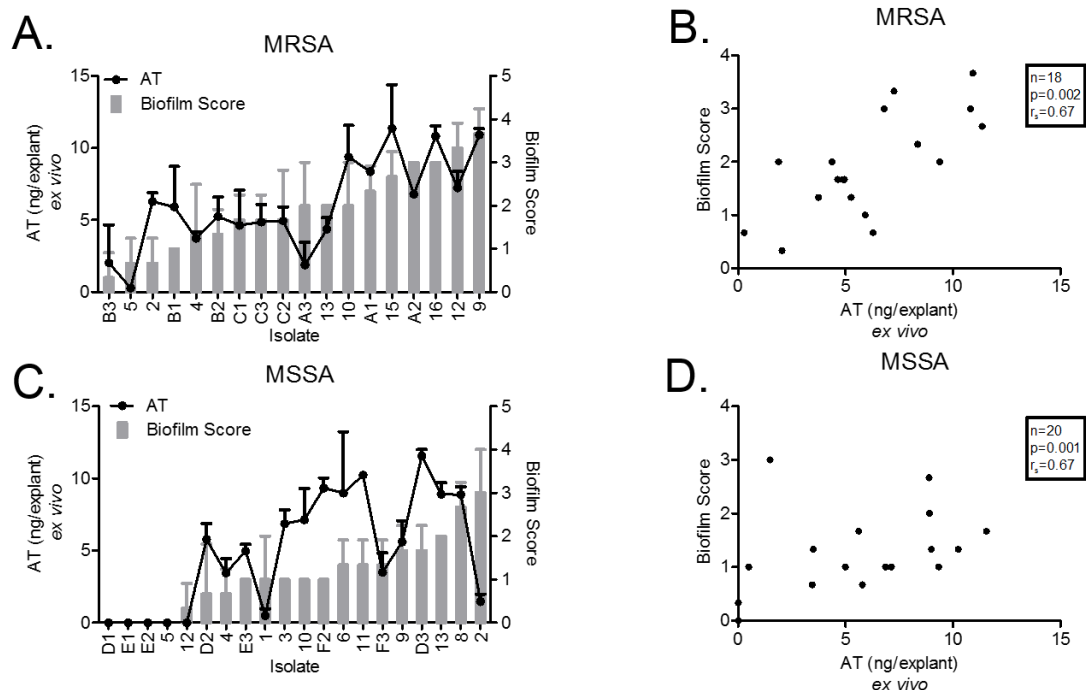 A.
MRSA
AT
Biofilm Score
15
10
5
0
AT (ng/explant)
ex vivo
5
4
3
2
1
0
Biofilm Score
B3 5 2 B1 4 B2 C1 C3 C2 A3 13 10 A1 15 A2 16 12 9
Isolate
B.
MRSA
4
3
2
1
0
Biofilm Score
0 5 10 15
AT (ng/explant)
ex vivo
n=18
p=0.002
rs=0.67
C.
MSSA
AT
Biofilm Score
15
10
5
0
AT (ng/explant)
ex vivo
5
4
3
2
1
0
Biofilm Score
D1 E1 E2 5 12 D2 4 E3 1 3 10 F2 6 11 F3 9 D3 13 8 2
Isolate
D.
MSSA
4
3
2
1
0
Biofilm Score
0 5 10 15
AT (ng/explant)
ex vivo
n=20
p=0.001
rs=0.67